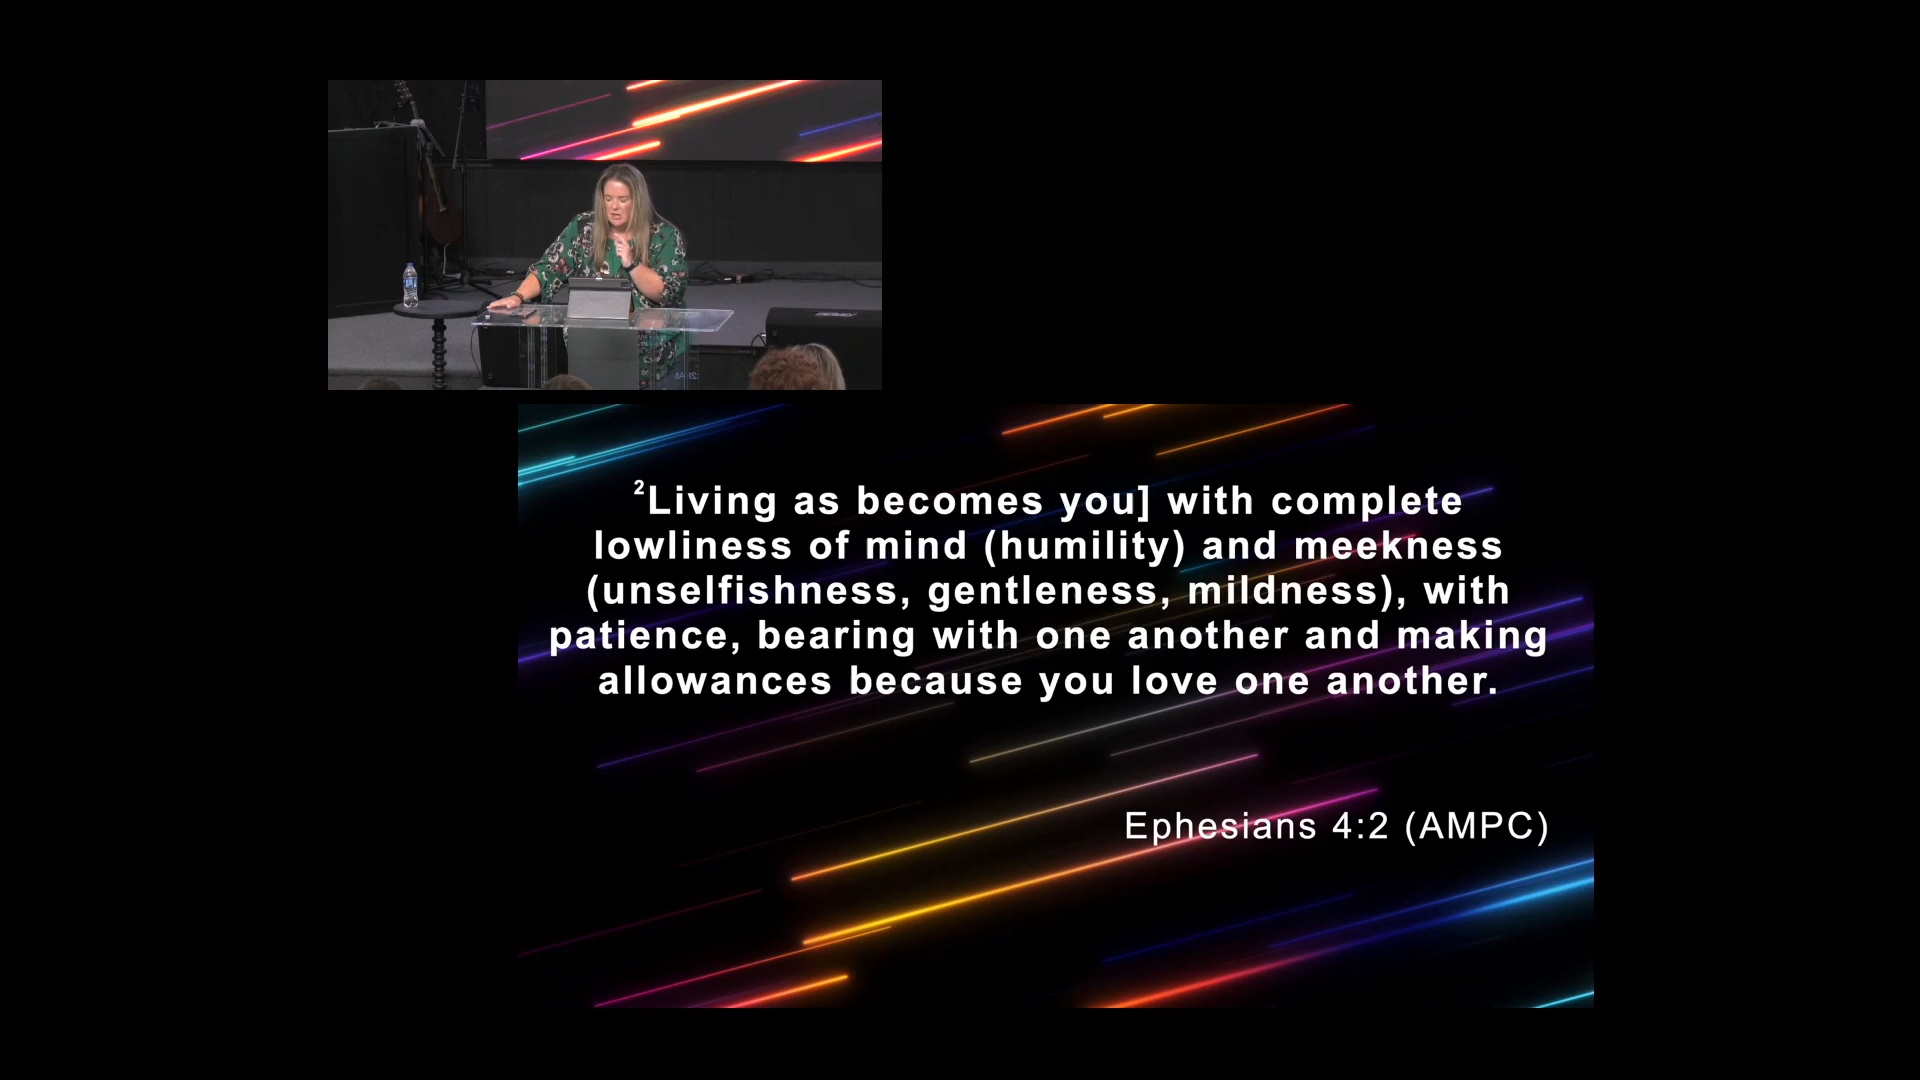 ²Living as becomes you] with complete
lowliness of mind (humility) and meekness
(unselfishness, gentleness, mildness), with
patience, bearing with one another and making
allowances because you love one another.
Ephesians 4:2 (AMPC)